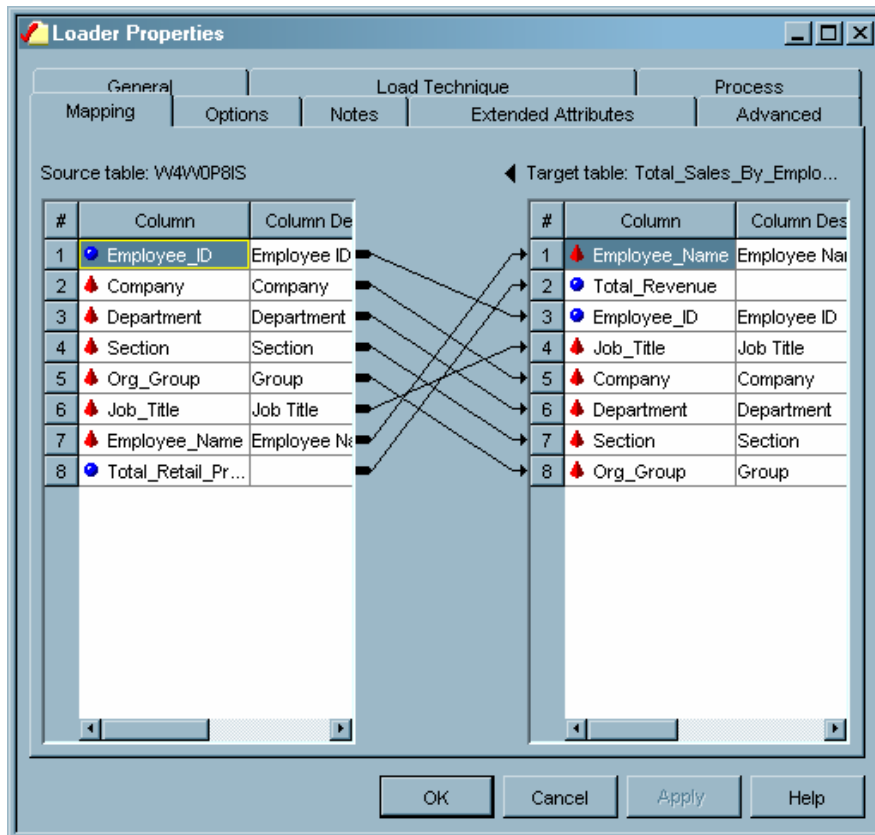 Loader Properties
General Load Technique Process
Mapping Options Notes Extended Attributes Advanced
Source table: W4W0P8IS
Target table: Total_Sales_By_Emplo...
# Column Column De
1 Employee_ID Employee ID
2 Company Company
3 Department Department
4 Section Section
5 Org_Group Group
6 Job_Title Job Title
7 Employee_Name Employee Na
8 Total_Retail_Pr...
# Column Column Des
1 Employee_Name Employee Nar
2 Total_Revenue
3 Employee_ID Employee ID
4 Job_Title Job Title
5 Company Company
6 Department Department
7 Section Section
8 Org_Group Group
OK Cancel Apply Help